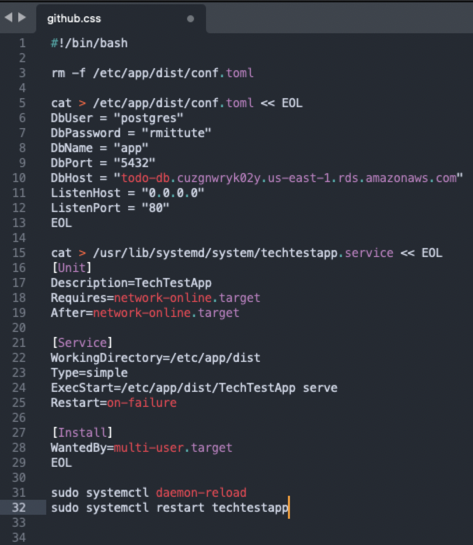 github.css
1 #!/bin/bash
2
3 rm -f /etc/app/dist/conf.toml
4
5 cat > /etc/app/dist/conf.toml << EOL
6 DbUser = "postgres"
7 DbPassword = "rmittute"
8 DbName = "app"
9 DbPort = "5432"
10 DbHost = "todo-db.cuzgnwryk02y.us-east-1.rds.amazonaws.com"
11 ListenHost = "0.0.0.0"
12 ListenPort = "80"
13 EOL
14
15 cat > /usr/lib/systemd/system/techtestapp.service << EOL
16 [Unit]
17 Description=TechTestApp
18 Requires=network-online.target
19 After=network-online.target
20
21 [Service]
22 WorkingDirectory=/etc/app/dist
23 Type=simple
24 ExecStart=/etc/app/dist/TechTestApp serve
25 Restart=on-failure
26
27 [Install]
28 WantedBy=multi-user.target
29 EOL
30
31 sudo systemctl daemon-reload
32 sudo systemctl restart techtestapp
33
34